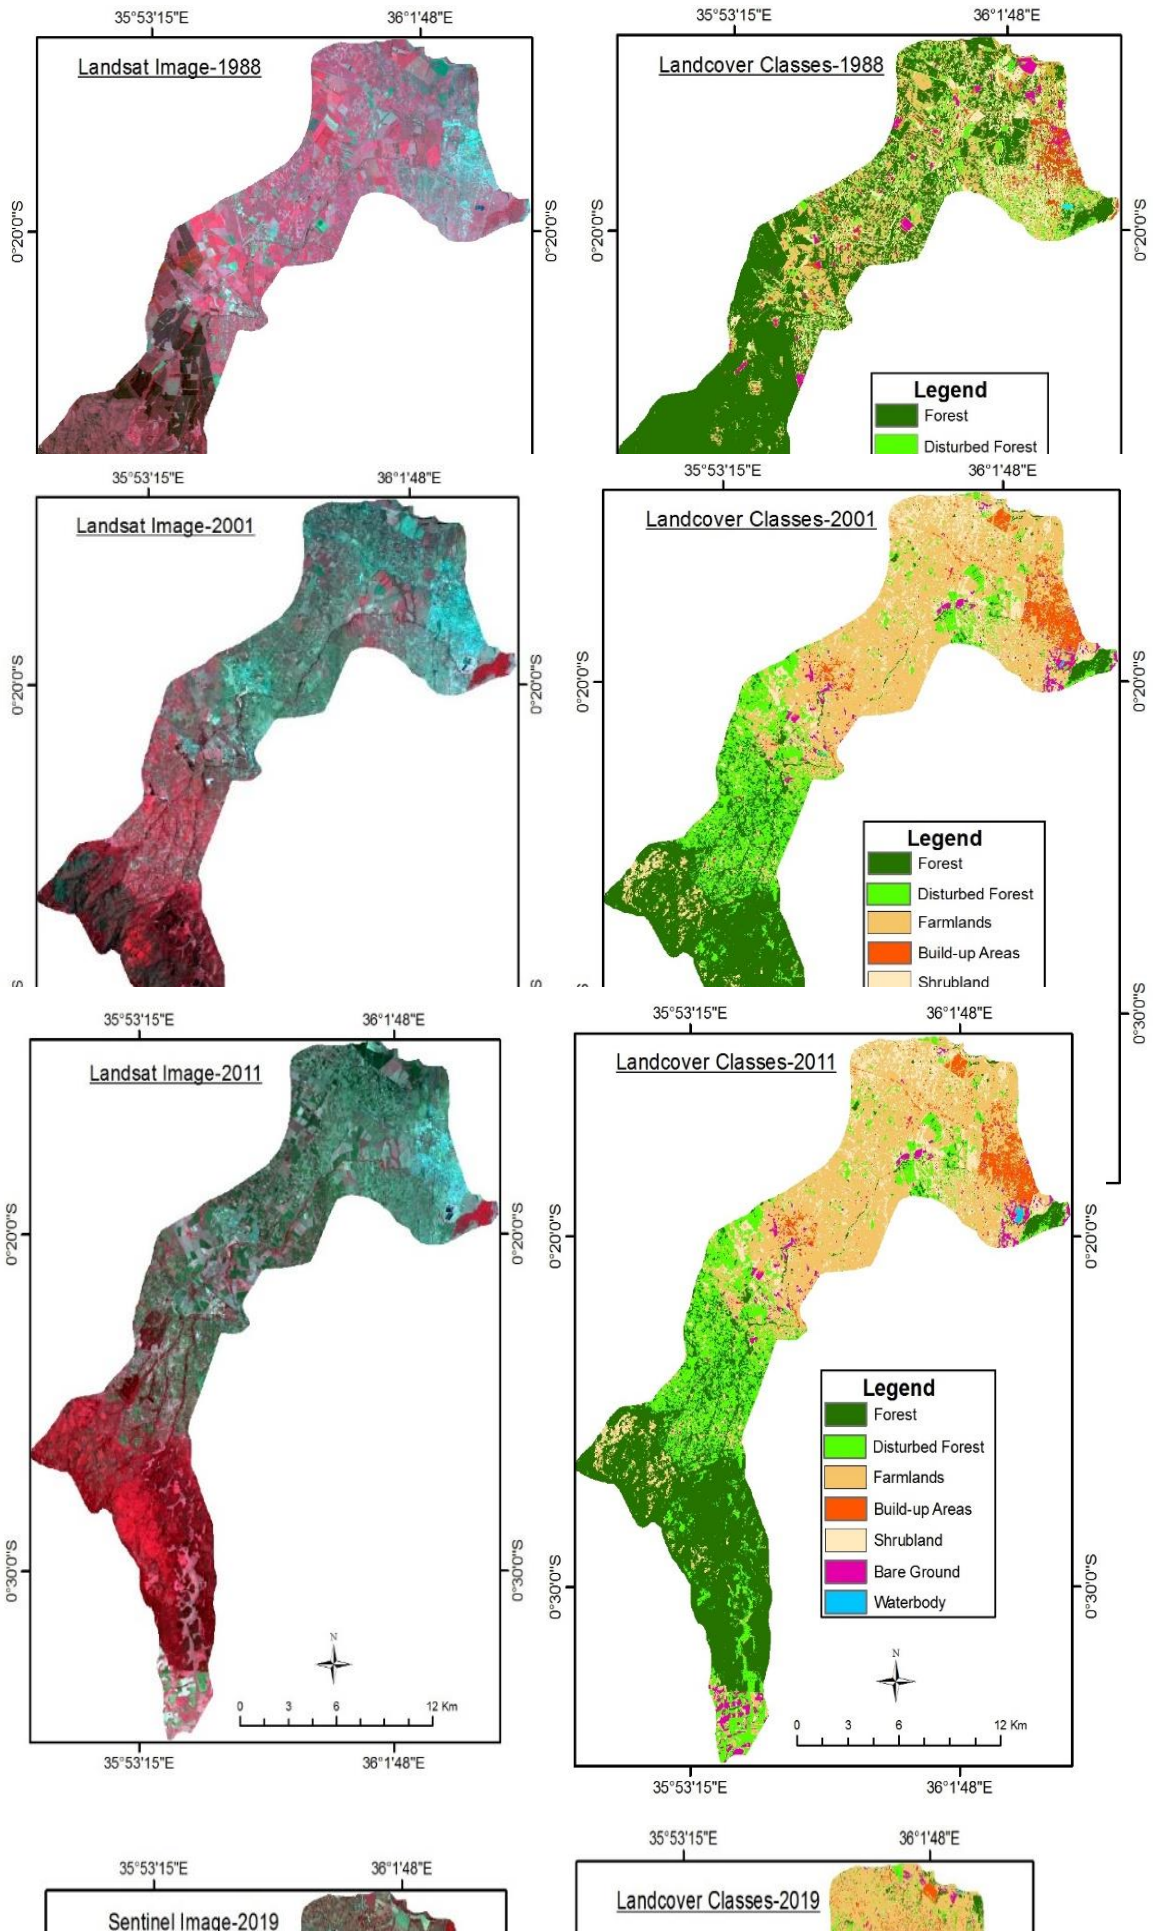 35°53'15"E 36°1'48"E 35°53'15"E 36°1'48"E
Landsat Image-1988
Landcover Classes-1988
0°20'0"S
0°20'0"S
0°20'0"S
0°20'0"S
Legend
Forest
Disturbed Forest
35°53'15"E 36°1'48"E 35°53'15"E 36°1'48"E
Landsat Image-2001
Landcover Classes-2001
0°20'0"S
0°20'0"S
0°20'0"S
0°20'0"S
Legend
Forest
Disturbed Forest
Farmlands
Build-up Areas
Shrubland
S
S
S
0°30'0"S
35°53'15"E 36°1'48"E 35°53'15"E 36°1'48"E
Landsat Image-2011
Landcover Classes-2011
0°20'0"S
0°20'0"S
0°20'0"S
0°20'0"S
Legend
Forest
Disturbed Forest
Farmlands
Build-up Areas
Shrubland
Bare Ground
Waterbody
0°30'0"S
0°30'0"S
0°30'0"S
0°30'0"S
N
N
0 3 6 12 Km
0 3 6 12 Km
35°53'15"E 36°1'48"E
35°53'15"E 36°1'48"E
35°53'15"E 36°1'48"E
35°53'15"E 36°1'48"E
Landcover Classes-2019
Sentinel Image-2019